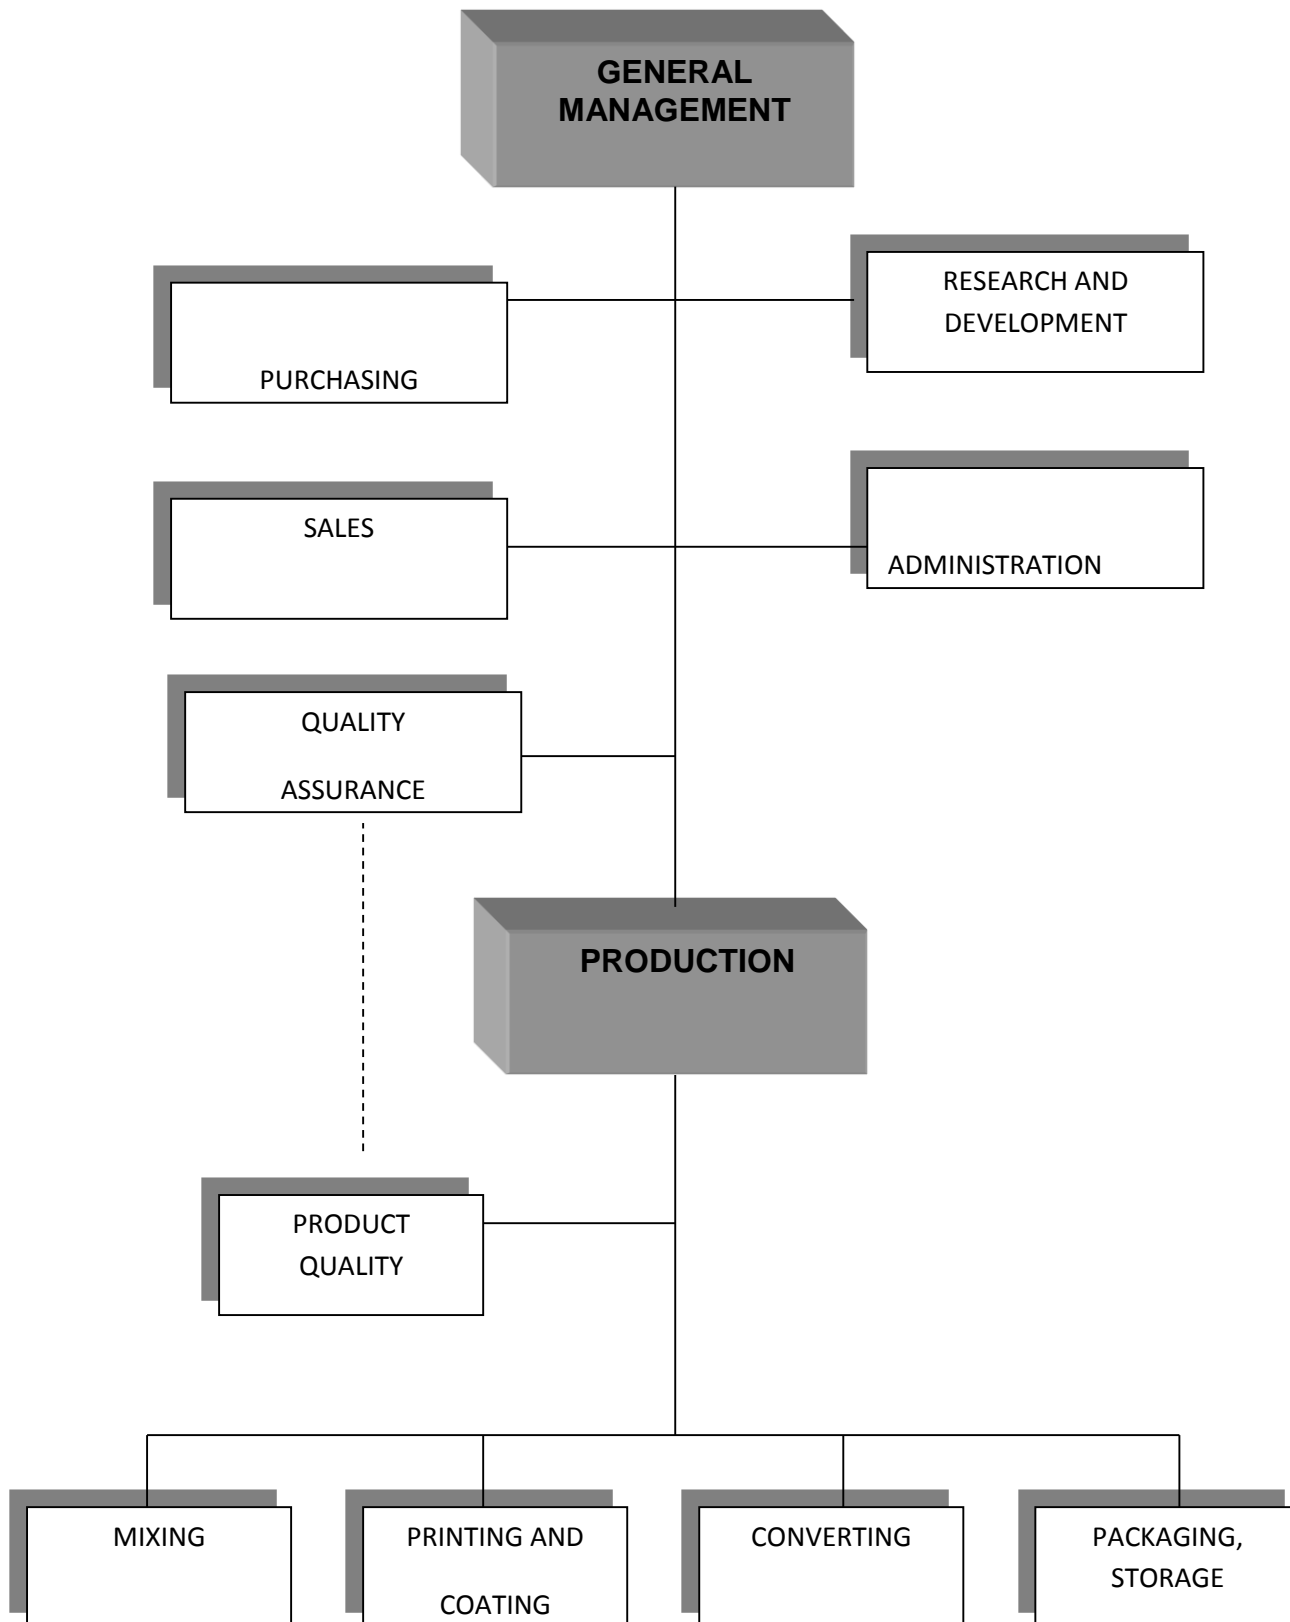 GENERAL
MANAGEMENT
RESEARCH AND
DEVELOPMENT
PURCHASING
SALES
ADMINISTRATION
QUALITY
ASSURANCE
PRODUCTION
PRODUCT
QUALITY
MIXING
PRINTING AND
COATING
CONVERTING
PACKAGING,
STORAGE